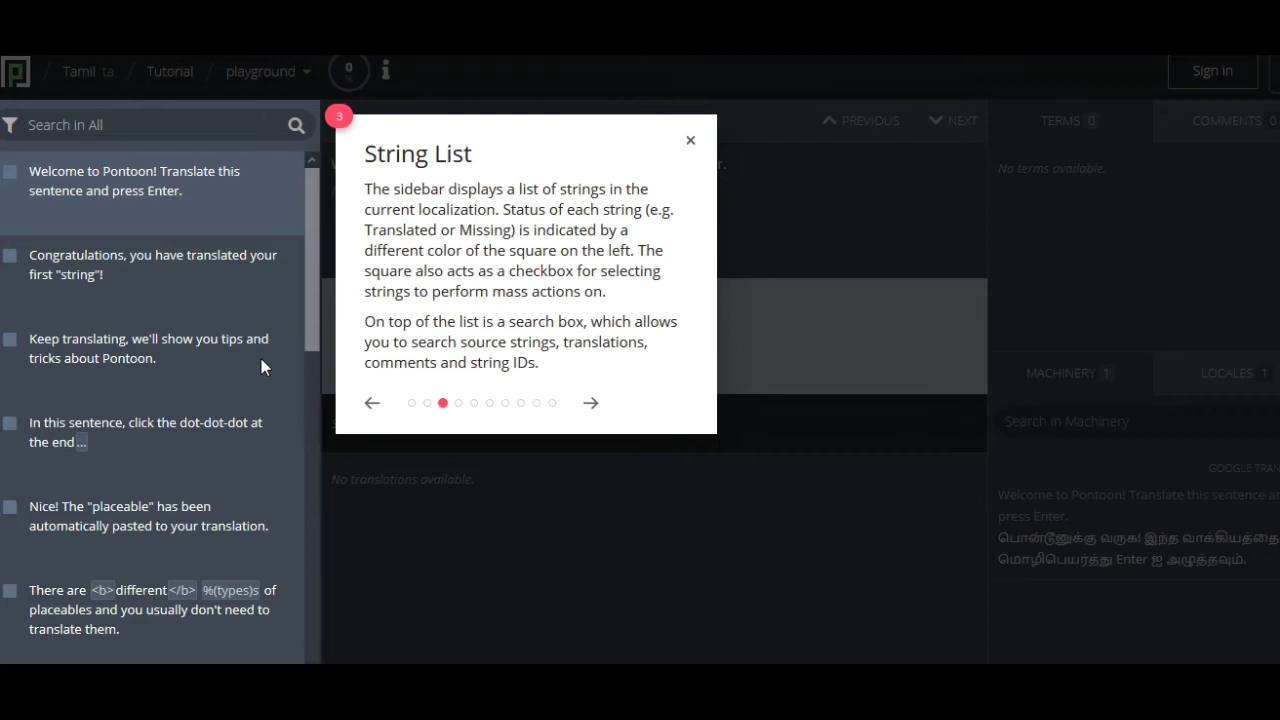 Tamil ta
Tutorial
playground
0
%
Sign in
Search in All
Welcome to Pontoon! Translate this
sentence and press Enter.
Congratulations, you have translated your
first "string"!
Keep translating, we'll show you tips and
tricks about Pontoon.
In this sentence, click the dot-dot-dot at
the end ...
Nice! The "placeable" has been
automatically pasted to your translation.
There are <b> different </b> %(types)s of
placeables and you usually don't need to
translate them.
3
String List
The sidebar displays a list of strings in the
current localization. Status of each string (e.g.
Translated or Missing) is indicated by a
different color of the square on the left. The
square also acts as a checkbox for selecting
strings to perform mass actions on.
On top of the list is a search box, which allows
you to search source strings, translations,
comments and string IDs.
PREVIOUS
NEXT
No translations available.
TERMS 0
COMMENTS 0
No terms available.
MACHINERY 1
LOCALES 1
Search in Machinery
GOOGLE
Welcome to Pontoon! Translate this sentence
press Enter.
பொன்டூனுக்கு வருக! இந்த வாக்கியத்தை
மொழிபெயர்த்து Enter ஐ அழுத்தவும்.